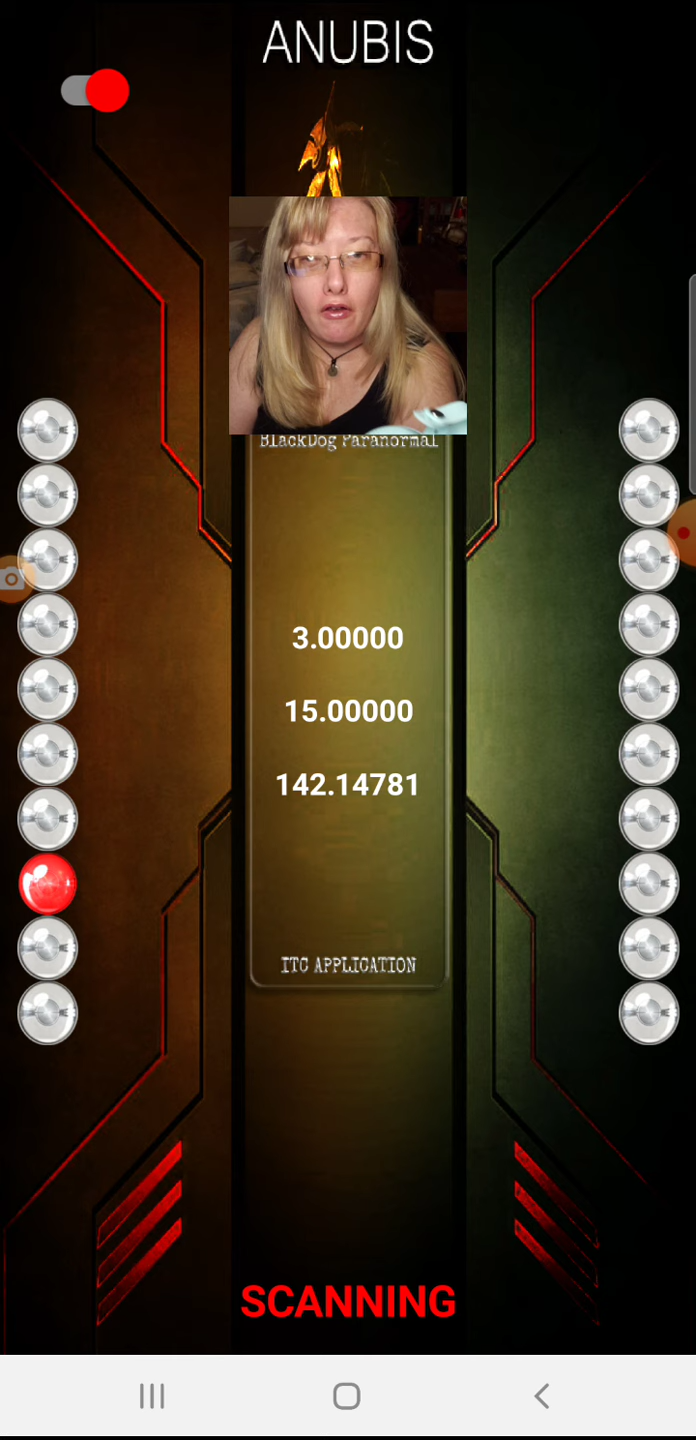 ANUBIS
BlackDog Paranormal
3.00000
15.00000
142.14781
ITC APPLICATION
SCANNING